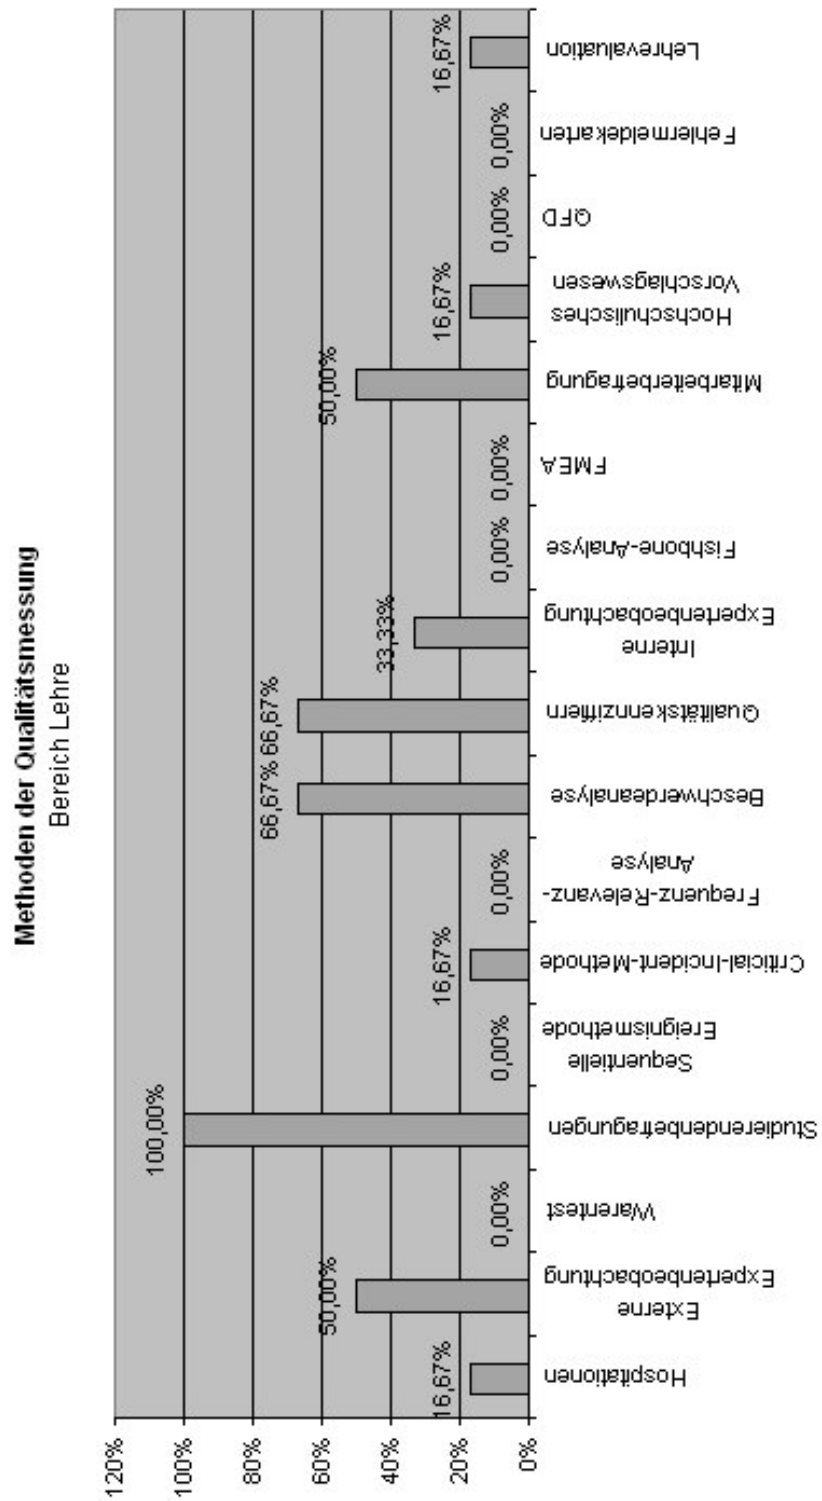 Methoden der Qualitätsmessung
Bereich Lehre
120%
100%
80%
60%
40%
20%
0%
16,67%
50,00%
0,00%
100,00%
0,00%
16,67%
0,00%
66,67%
66,67%
33,33%
0,00%
0,00%
50,00%
16,67%
0,00%
0,00%
16,67%
Hospitationen
Externe
Expertenbeobachtung
Warentest
Studierendenbefragungen
Sequentielle
Ereignismethode
Criticial-Incident-Methode
Frequenz-Relevanz-
Analyse
Beschwerdeanalyse
Qualitätskennziffern
Interne
Expertenbeobachtung
Fishbone-Analyse
FMEA
Mitarbeiterbefragung
Hochschulisches
Vorschlagswesen
QFD
Fehlermeldekarten
Lehrevaluation